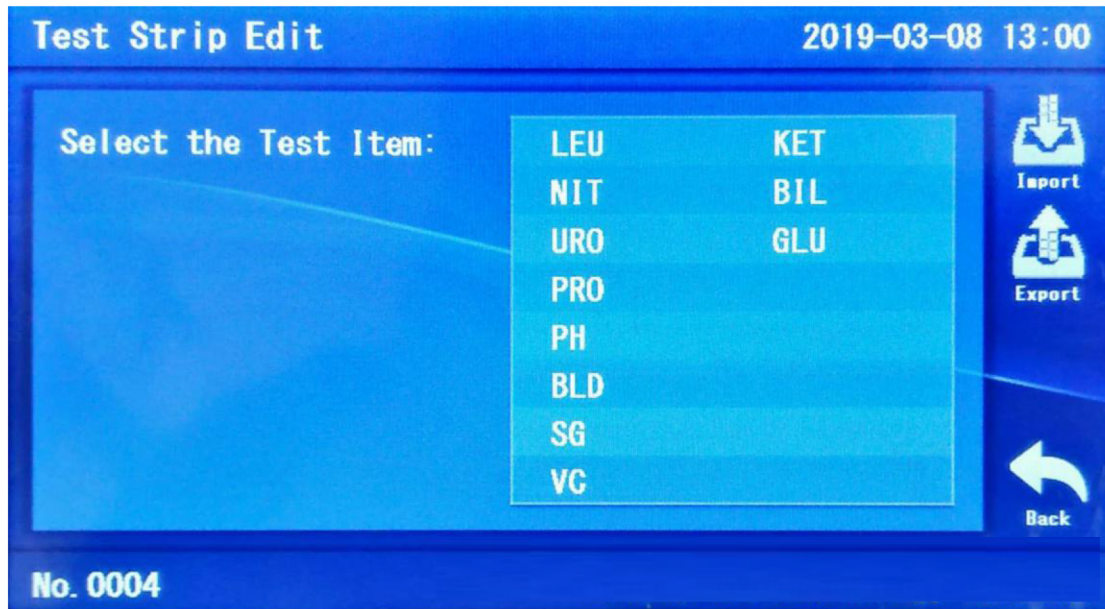 Test Strip Edit 2019-03-08 13:00
Select the Test Item:
LEU KET
NIT BIL
URO GLU
PRO
PH
BLD
SG
VC
Import
Export
Back
No. 0004